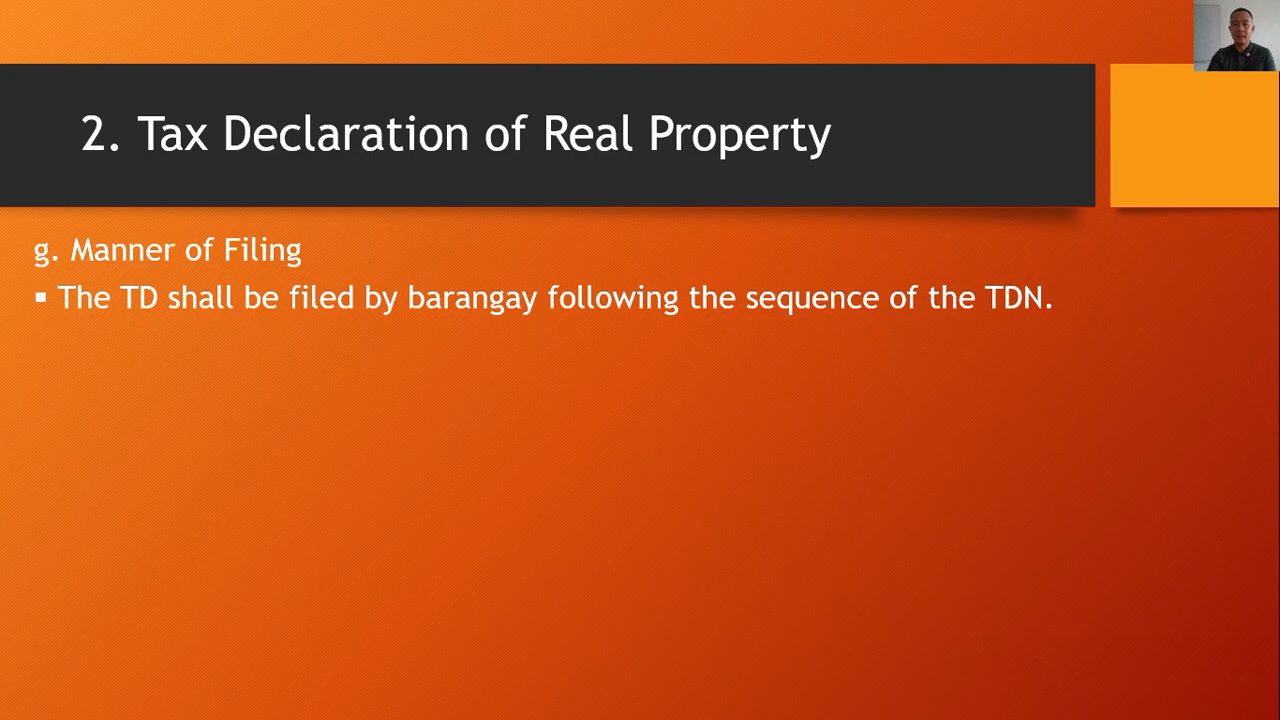 2. Tax Declaration of Real Property
g. Manner of Filing
▪ The TD shall be filed by barangay following the sequence of the TDN.